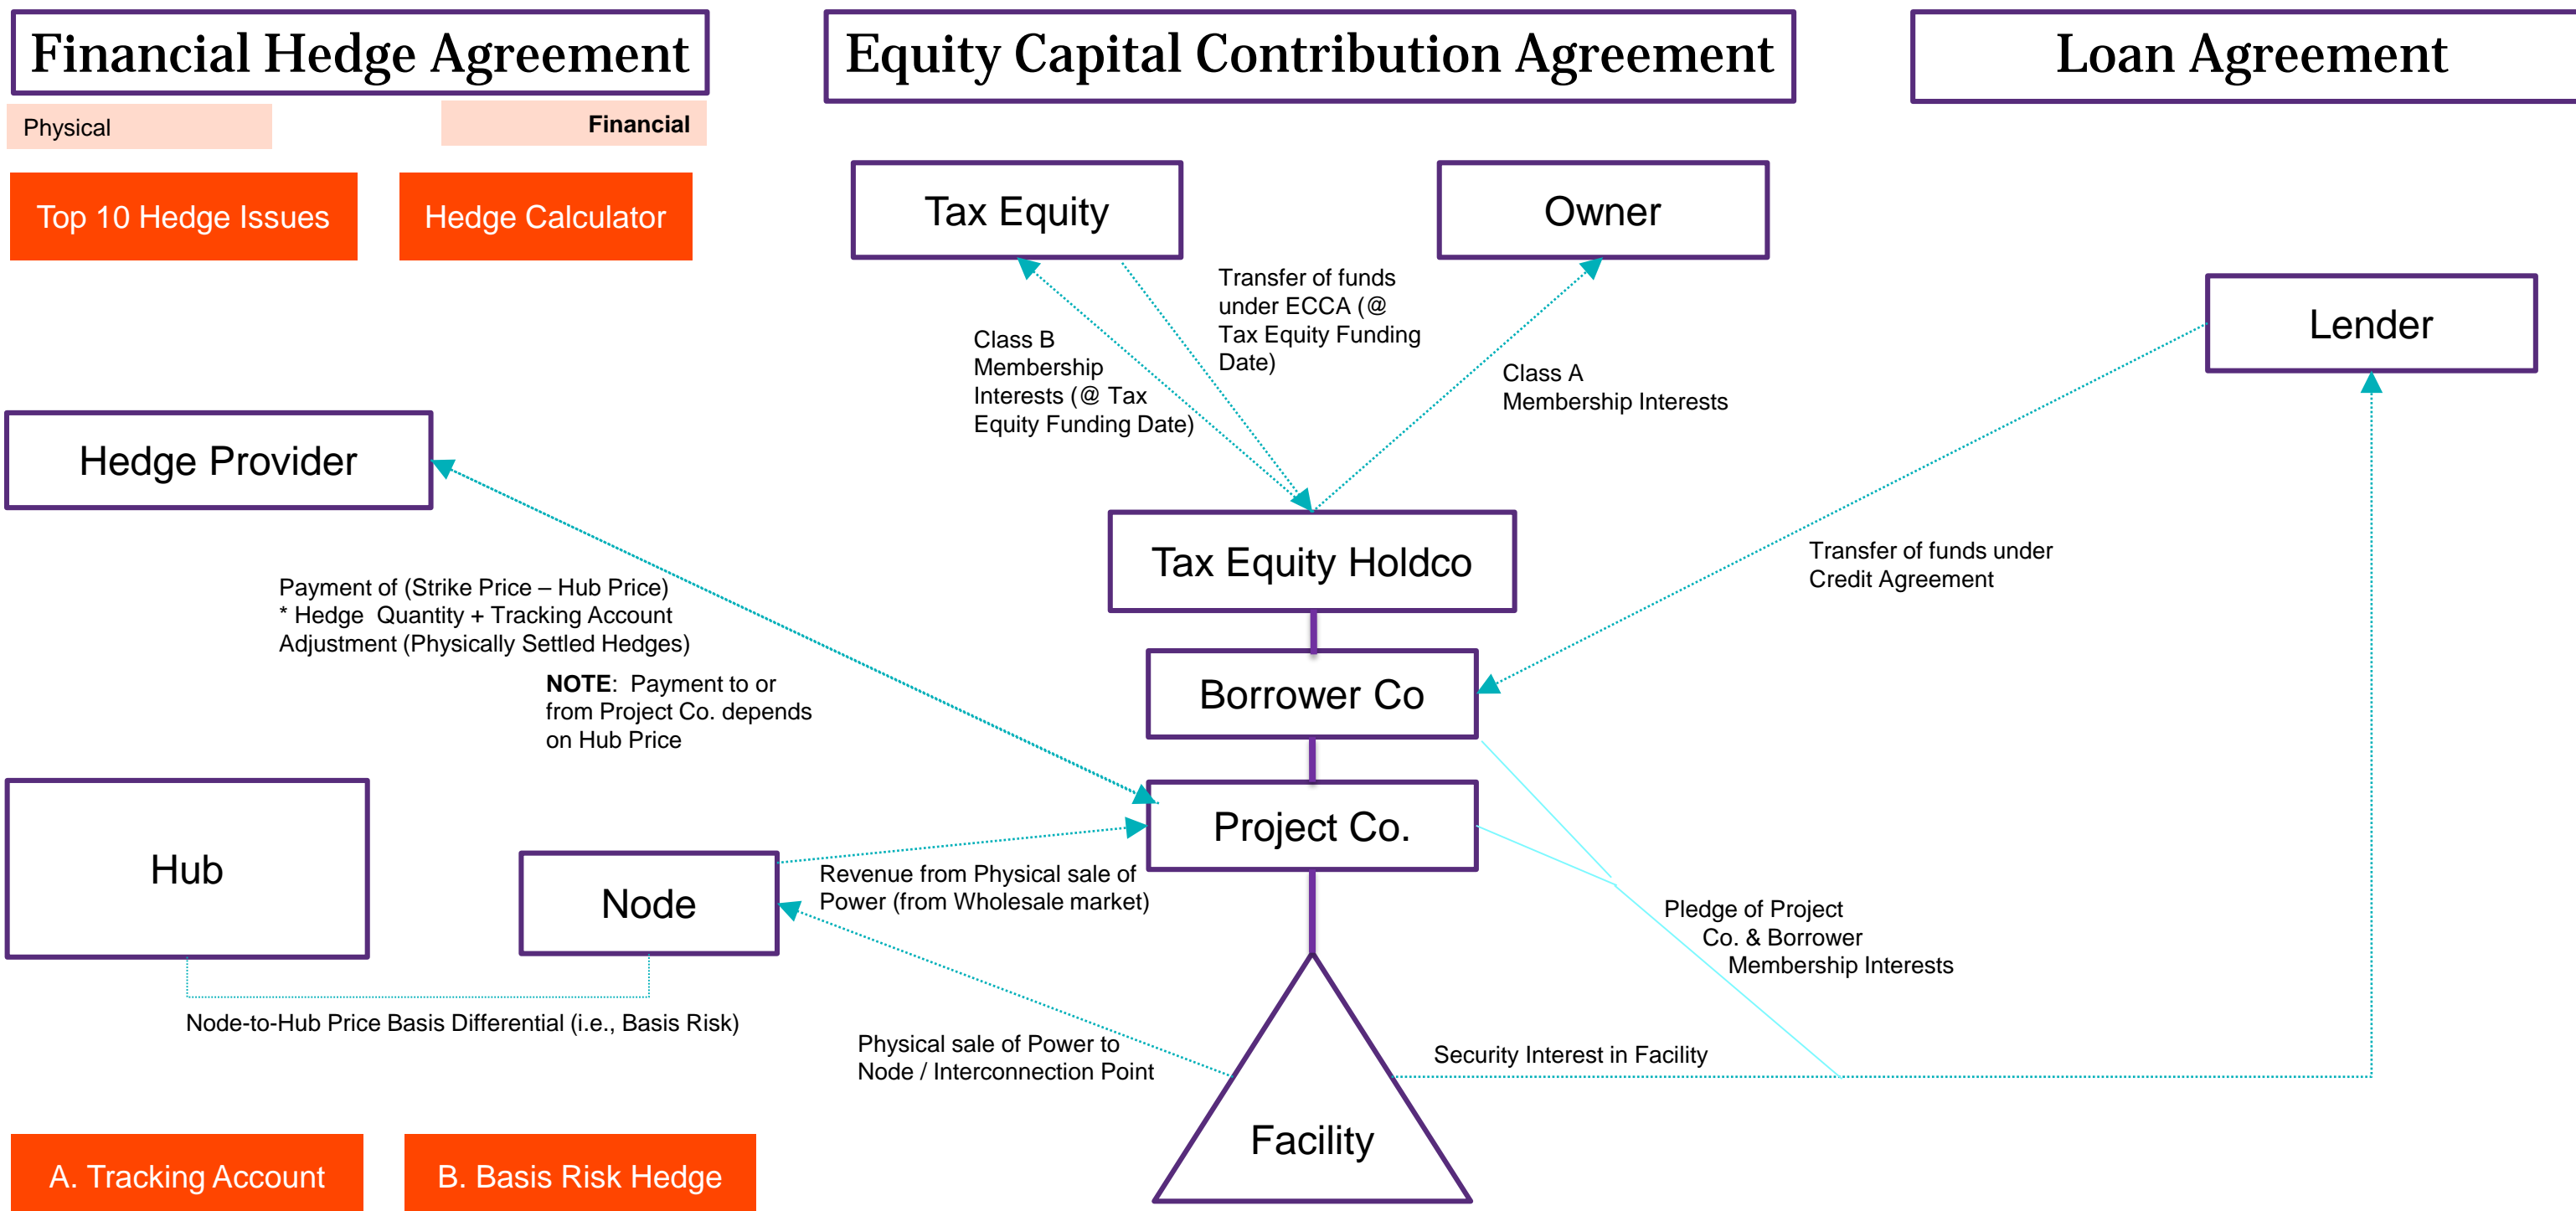 Financial Hedge Agreement
Equity Capital Contribution Agreement
Loan Agreement
Physical
Financial
Top 10 Hedge Issues
Hedge Calculator
Tax Equity
Owner
Transfer of funds
under ECCA (@
Tax Equity Funding
Date)
Class B
Membership
Interests (@ Tax
Equity Funding Date)
Class A
Membership Interests
Lender
Hedge Provider
Tax Equity Holdco
Transfer of funds under
Credit Agreement
Payment of (Strike Price – Hub Price)
* Hedge Quantity + Tracking Account
Adjustment (Physically Settled Hedges)
NOTE: Payment to or
from Project Co. depends
on Hub Price
Borrower Co
Project Co.
Hub
Node
Revenue from Physical sale of
Power (from Wholesale market)
Pledge of Project
Co. & Borrower
Membership Interests
Node-to-Hub Price Basis Differential (i.e., Basis Risk)
Physical sale of Power to
Node / Interconnection Point
Security Interest in Facility
Facility
A. Tracking Account
B. Basis Risk Hedge